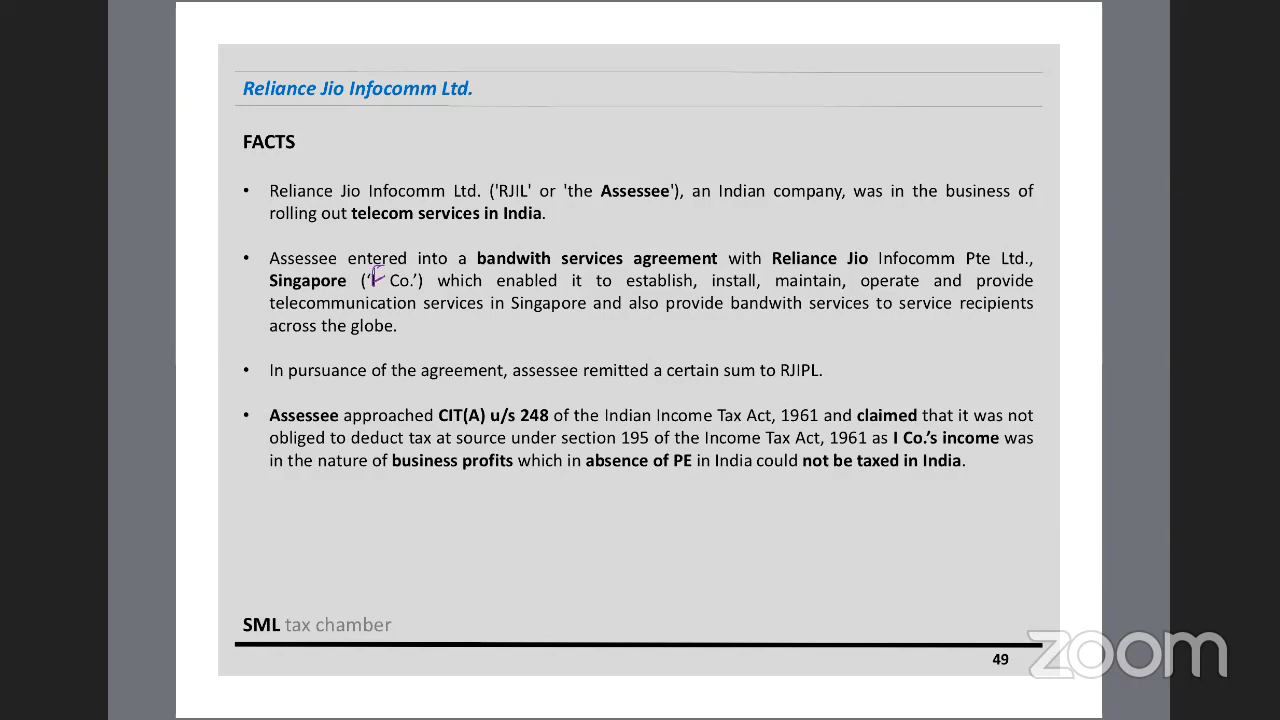 Reliance Jio Infocomm Ltd.
FACTS
• Reliance Jio Infocomm Ltd. ('RJIL' or 'the Assessee'), an Indian company, was in the business of
rolling out telecom services in India.
• Assessee entered into a bandwith services agreement with Reliance Jio Infocomm Pte Ltd.,
Singapore (‘F Co.’) which enabled it to establish, install, maintain, operate and provide
telecommunication services in Singapore and also provide bandwith services to service recipients
across the globe.
• In pursuance of the agreement, assessee remitted a certain sum to RJIPL.
• Assessee approached CIT(A) u/s 248 of the Indian Income Tax Act, 1961 and claimed that it was not
obliged to deduct tax at source under section 195 of the Income Tax Act, 1961 as I Co.’s income was
in the nature of business profits which in absence of PE in India could not be taxed in India.
SML tax chamber
49
zoom